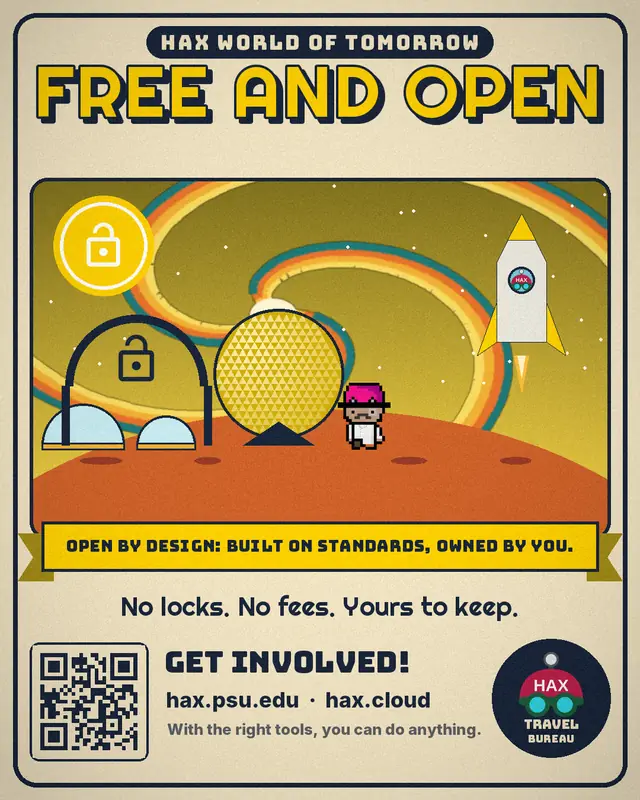 HAX WORLD OF TOMORROW
FREE AND OPEN
HAX
OPEN BY DESIGN: BUILT ON STANDARDS, OWNED BY YOU.
No locks. No fees. Yours to keep.
GET INVOLVED!
hax.psu.edu · hax.cloud
With the right tools, you can do anything.
HAX
TRAVEL
BUREAU